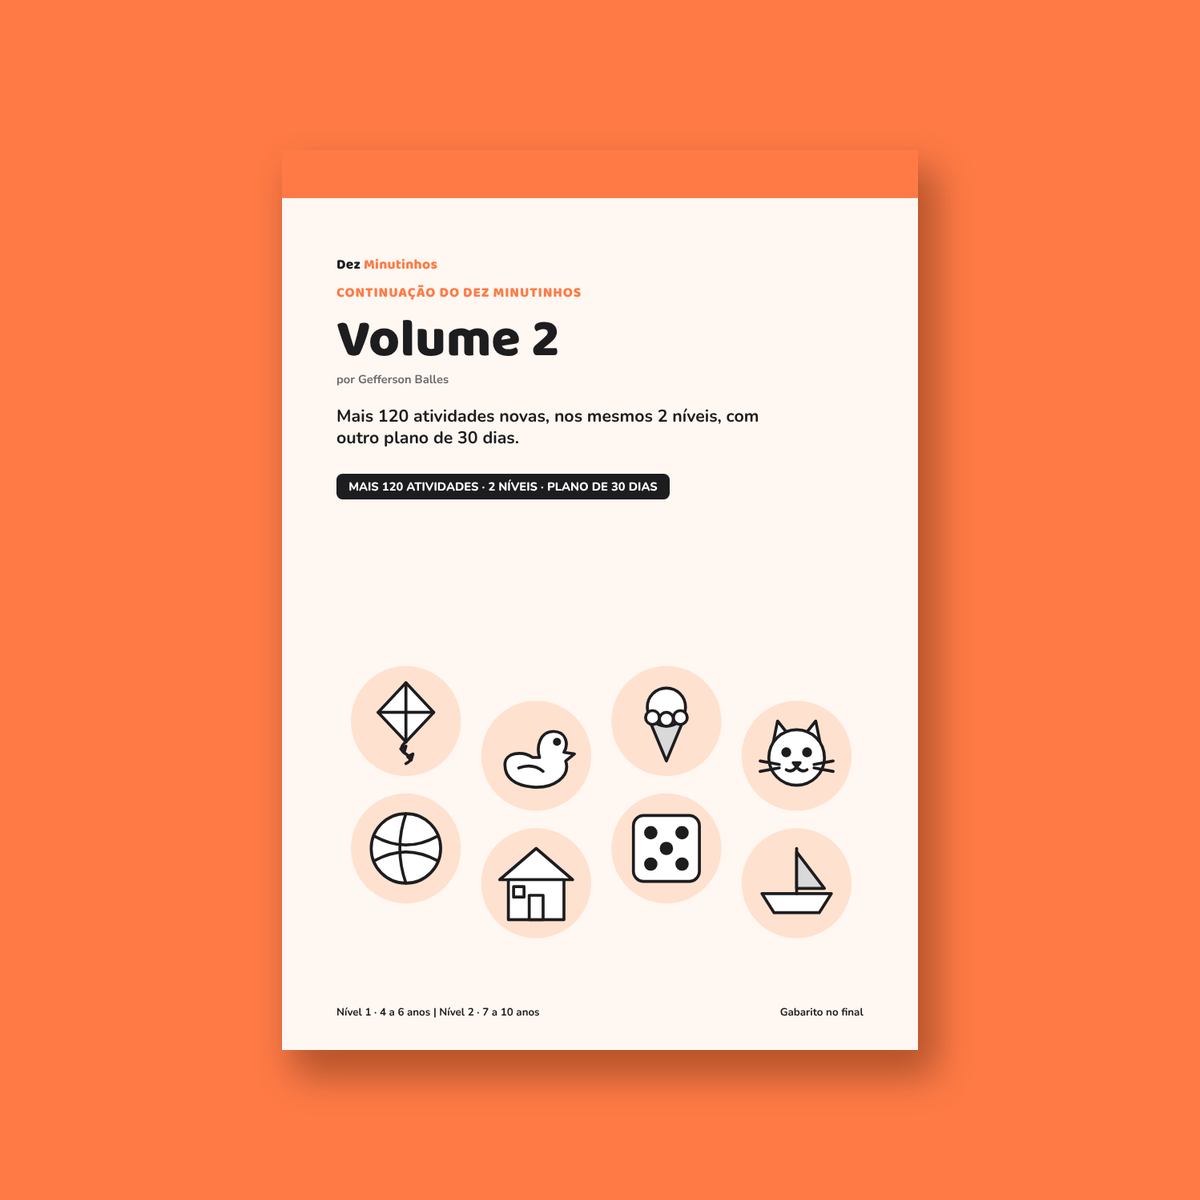 Dez Minutinhos
CONTINUAÇÃO DO DEZ MINUTINHOS
Volume 2
por Gefferson Balles
Mais 120 atividades novas, nos mesmos 2 níveis, com
outro plano de 30 dias.
MAIS 120 ATIVIDADES · 2 NÍVEIS · PLANO DE 30 DIAS
Nível 1 · 4 a 6 anos | Nível 2 · 7 a 10 anos
Gabarito no final